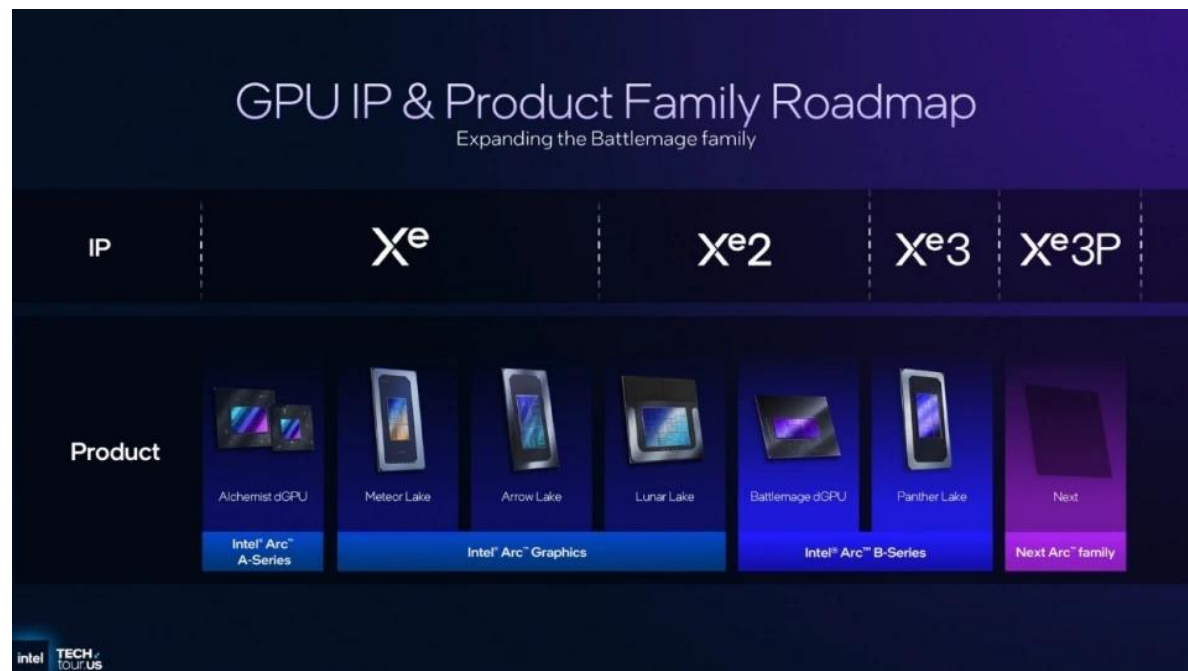 GPU IP & Product Family Roadmap
Expanding the Battlemage family
IP
Xe
Xe2
Xe3
Xe3P
Product
Alchemist dGPU
Meteor Lake
Arrow Lake
Lunar Lake
Battlemage dGPU
Panther Lake
Next
Intel® Arc™
A-Series
Intel® Arc™ Graphics
Intel® Arc™ B-Series
Next Arc™ family
intel
TECH
tour.US